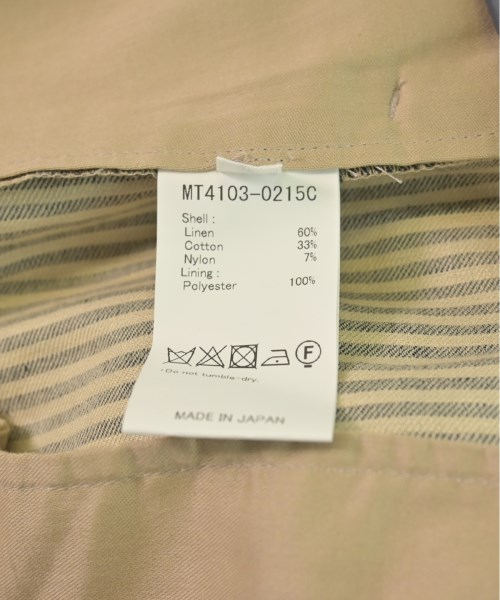 MT4103-0215C
Shell :
Linen 60%
Cotton 33%
Nylon 7%
Lining :
Polyester 100%
F
*Do not tumble-dry.
MADE IN JAPAN